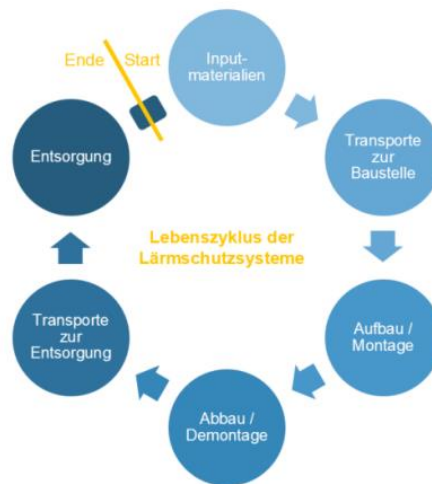 Ende
Start
Input-
materialien
Transporte
zur
Baustelle
Aufbau /
Montage
Abbau /
Demontage
Transporte
zur
Entsorgung
Entsorgung
Lebenszyklus der
Lärmschutzsysteme